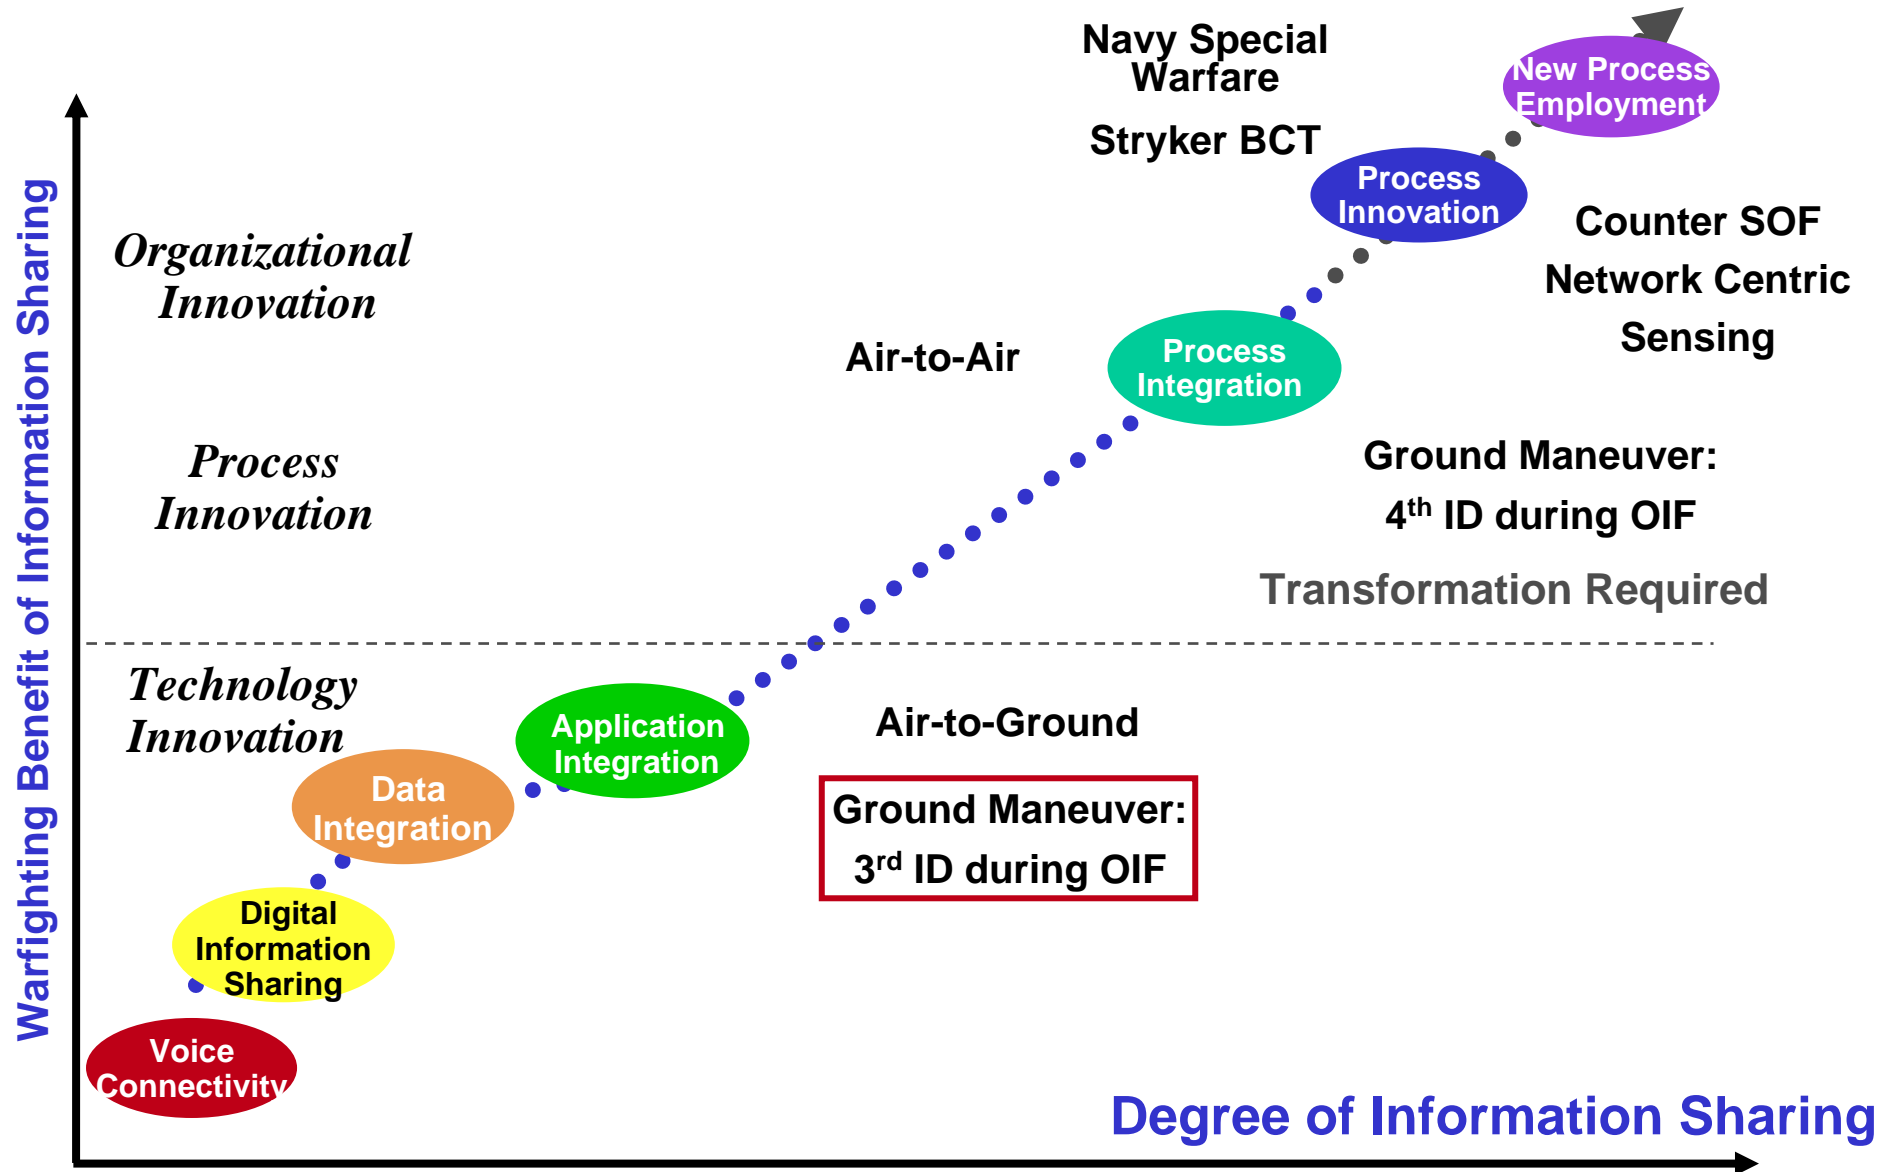 Navy Special
Warfare
Stryker BCT
New Process
Employment
Process
Innovation
Counter SOF
Network Centric
Sensing
Organizational
Innovation
Air-to-Air
Process
Integration
Process
Innovation
Ground Maneuver:
4th ID during OIF
Transformation Required
Technology
Innovation
Application
Integration
Air-to-Ground
Data
Integration
Ground Maneuver:
3rd ID during OIF
Digital
Information
Sharing
Voice
Connectivity
Warfighting Benefit of Information Sharing
Degree of Information Sharing